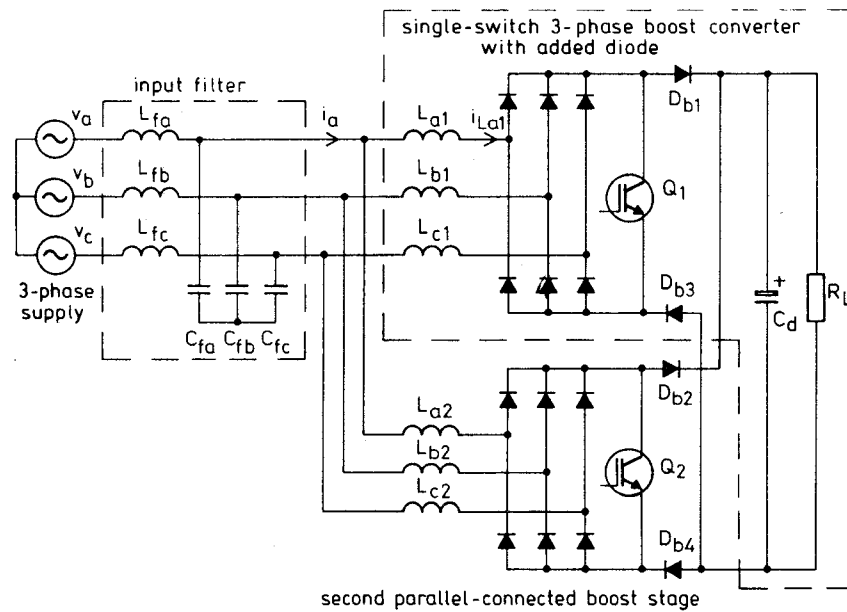 single-switch 3-phase boost converter
with added diode
input filter
v_a
L_fa
i_a
L_a1
i_La1
D_b1
v_b
L_fb
L_b1
Q_1
v_c
L_fc
L_c1
3-phase
supply
C_fa
C_fb
C_fc
D_b3
+
C_d
R_L
D_b2
L_a2
L_b2
Q_2
L_c2
D_b4
second parallel-connected boost stage